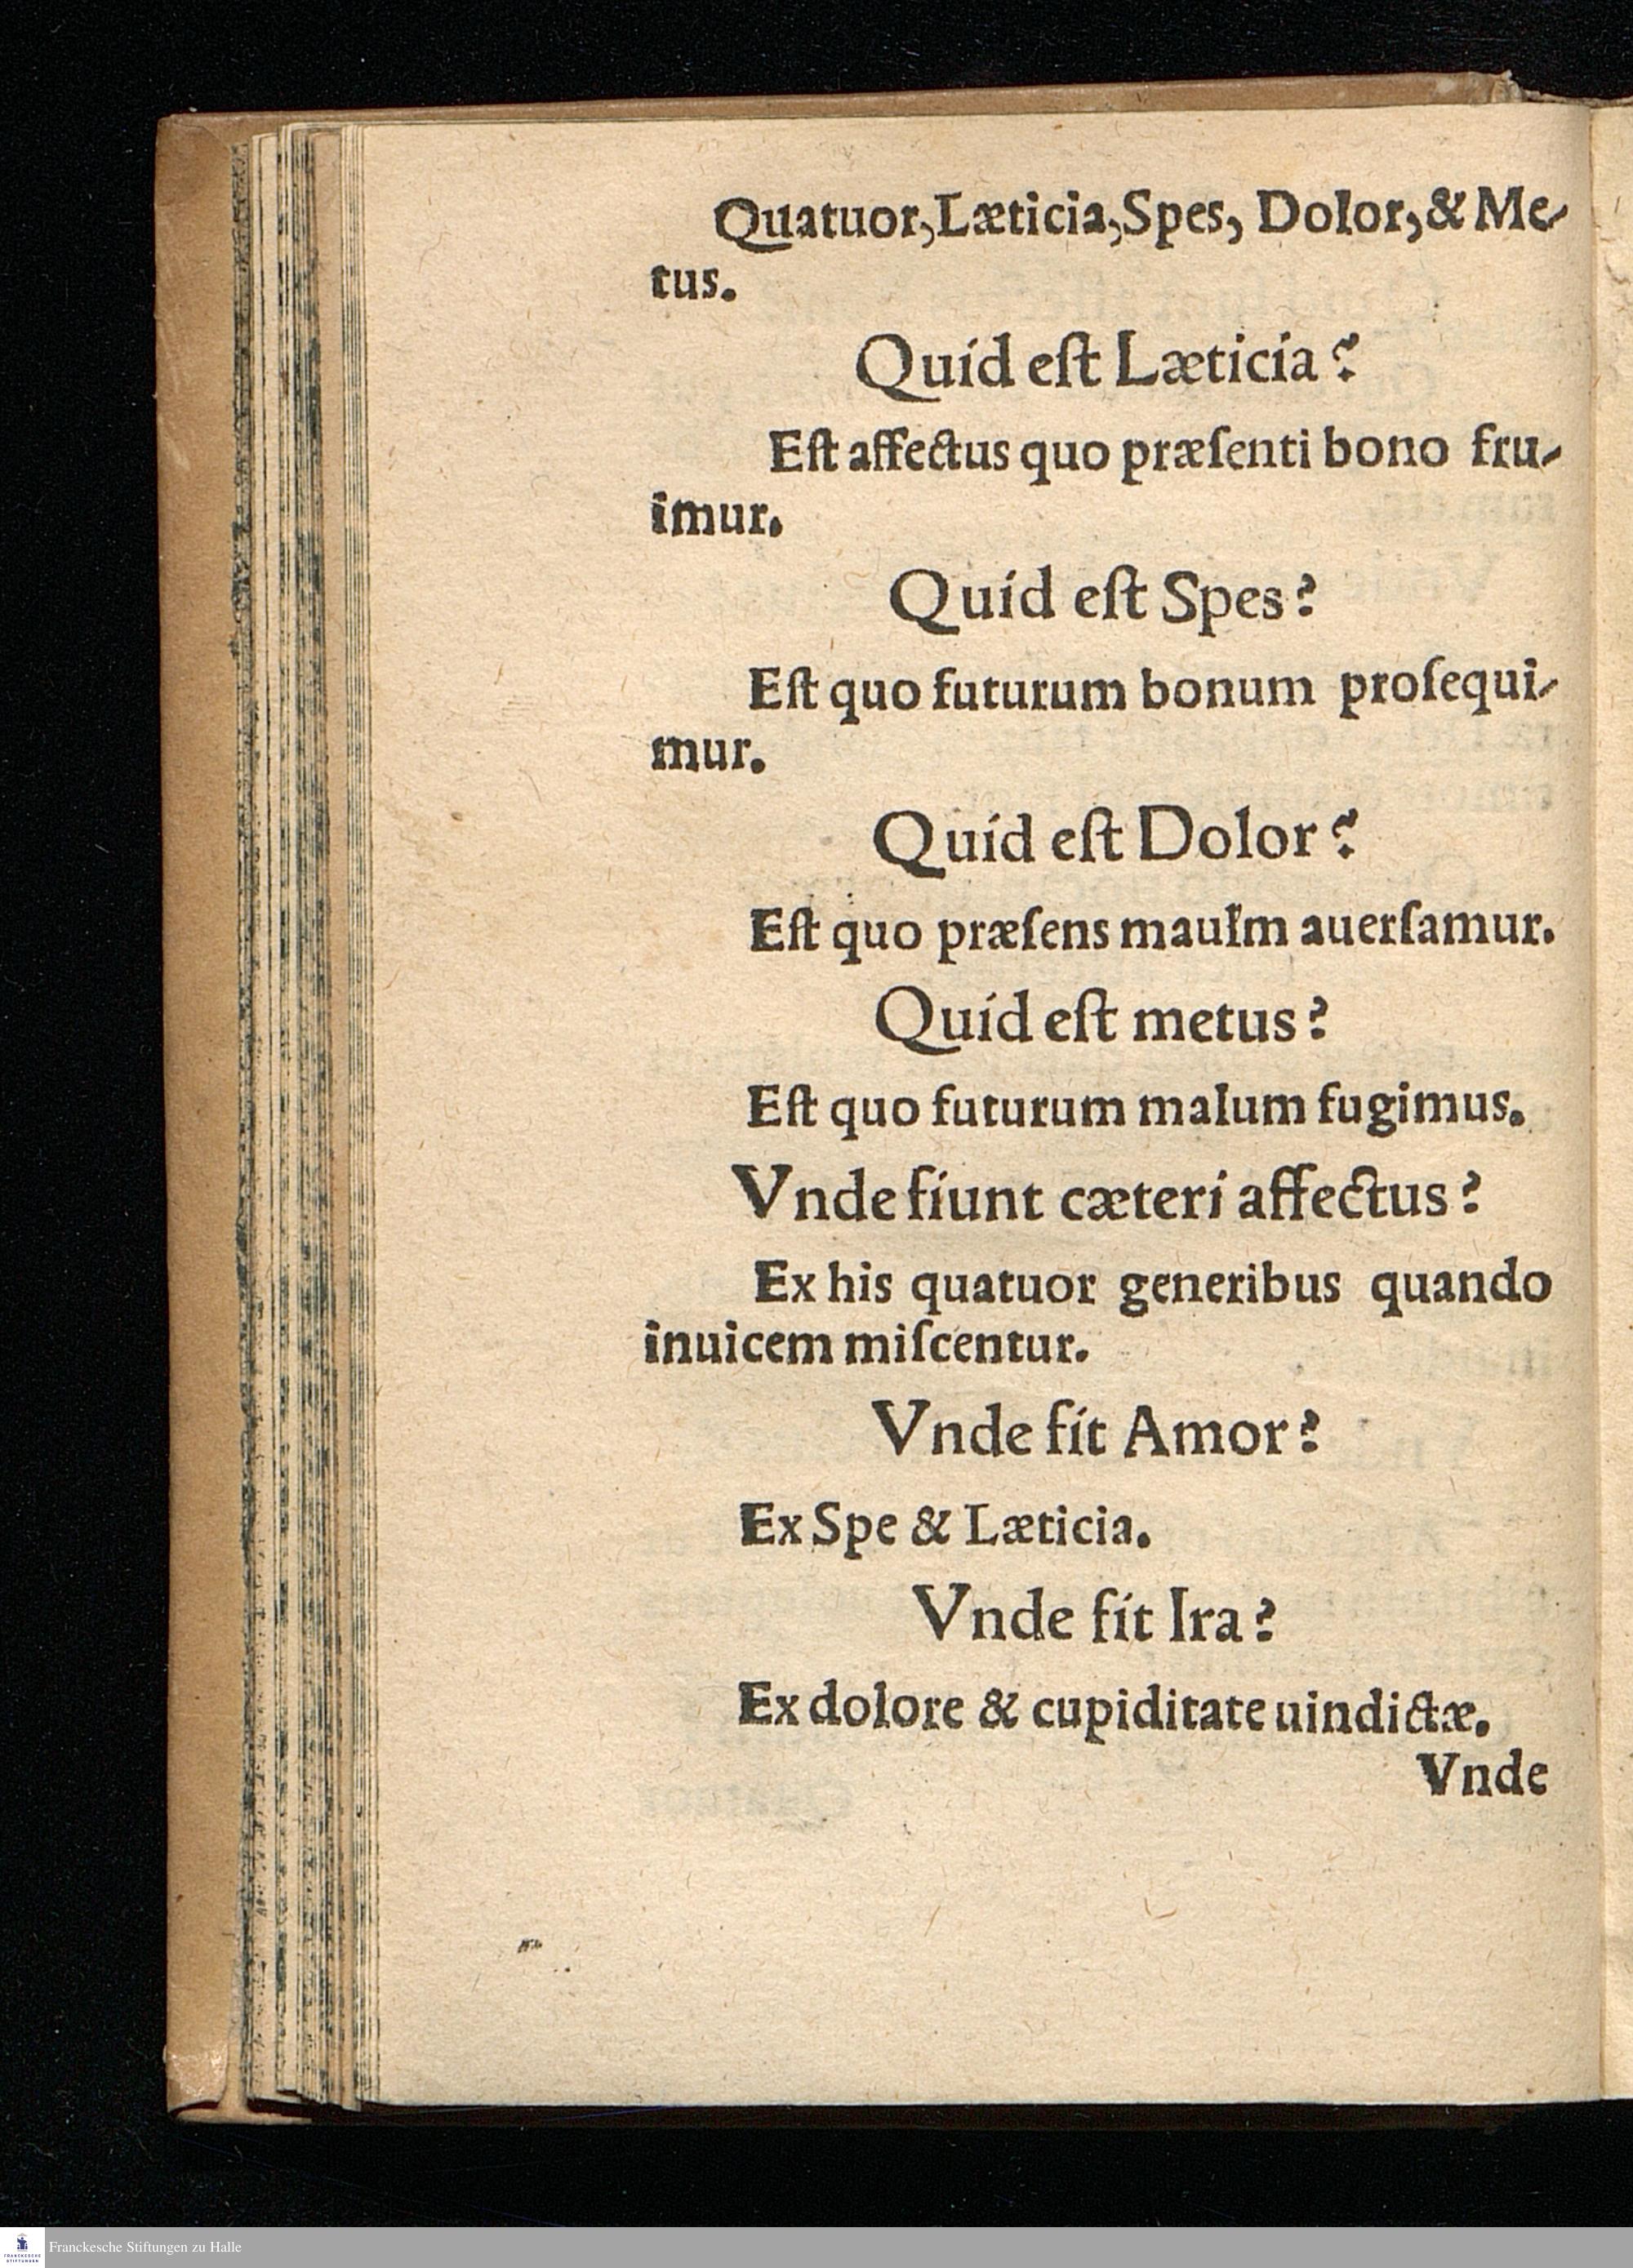 Quatuor, Læticia, Spes, Dolor, & Me-
tus.
Quid eſt Læticia?
Eſt affectus quo præſenti bono fru-
imur.
Quid eſt Spes?
Eſt quo futurum bonum proſequi-
mur.
Quid eſt Dolor?
Eſt quo præſens maulm auerſamur.
Quid eſt metus?
Eſt quo futurum malum fugimus.
Vnde fiunt cæteri affectus?
Ex his quatuor generibus quando
inuicem miſcentur.
Vnde fit Amor?
Ex Spe & Læticia.
Vnde fit Ira?
Ex dolore & cupiditate uindictæ.
Vnde
FRANCKESCHE
STIFTUNGEN
Franckesche Stiftungen zu Halle